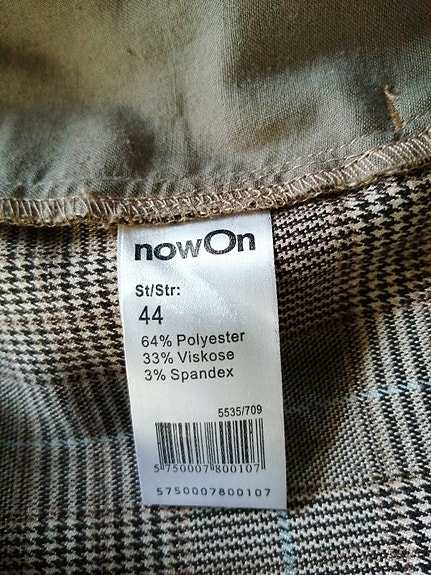 nowOn
St/Str:
44
64% Polyester
33% Viskose
3% Spandex
5535/709
5 750007 800107
5750007800107